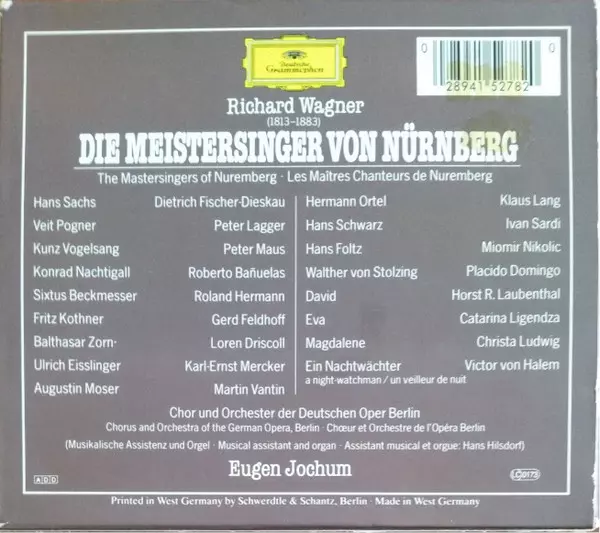 Deutsche
Grammophon
0 0
28941 52782
Richard Wagner
(1813–1883)
DIE MEISTERSINGER VON NÜRNBERG
The Mastersingers of Nuremberg · Les Maîtres Chanteurs de Nuremberg
Hans Sachs Dietrich Fischer-Dieskau
Veit Pogner Peter Lagger
Kunz Vogelsang Peter Maus
Konrad Nachtigall Roberto Bañuelas
Sixtus Beckmesser Roland Hermann
Fritz Kothner Gerd Feldhoff
Balthasar Zorn· Loren Driscoll
Ulrich Eisslinger Karl-Ernst Mercker
Augustin Moser Martin Vantin
Hermann Ortel Klaus Lang
Hans Schwarz Ivan Sardi
Hans Foltz Miomir Nikolic
Walther von Stolzing Placido Domingo
David Horst R. Laubenthal
Eva Catarina Ligendza
Magdalene Christa Ludwig
Ein Nachtwächter Victor von Halem
a night-watchman / un veilleur de nuit
Chor und Orchester der Deutschen Oper Berlin
Chorus and Orchestra of the German Opera, Berlin · Chœur et Orchestre de l'Opéra Berlin
(Musikalische Assistenz und Orgel · Musical assistant and organ · Assistant musical et orgue: Hans Hilsdorf)
Eugen Jochum
ADD
LC 0173
Printed in West Germany by Schwerdtle & Schantz, Berlin · Made in West Germany